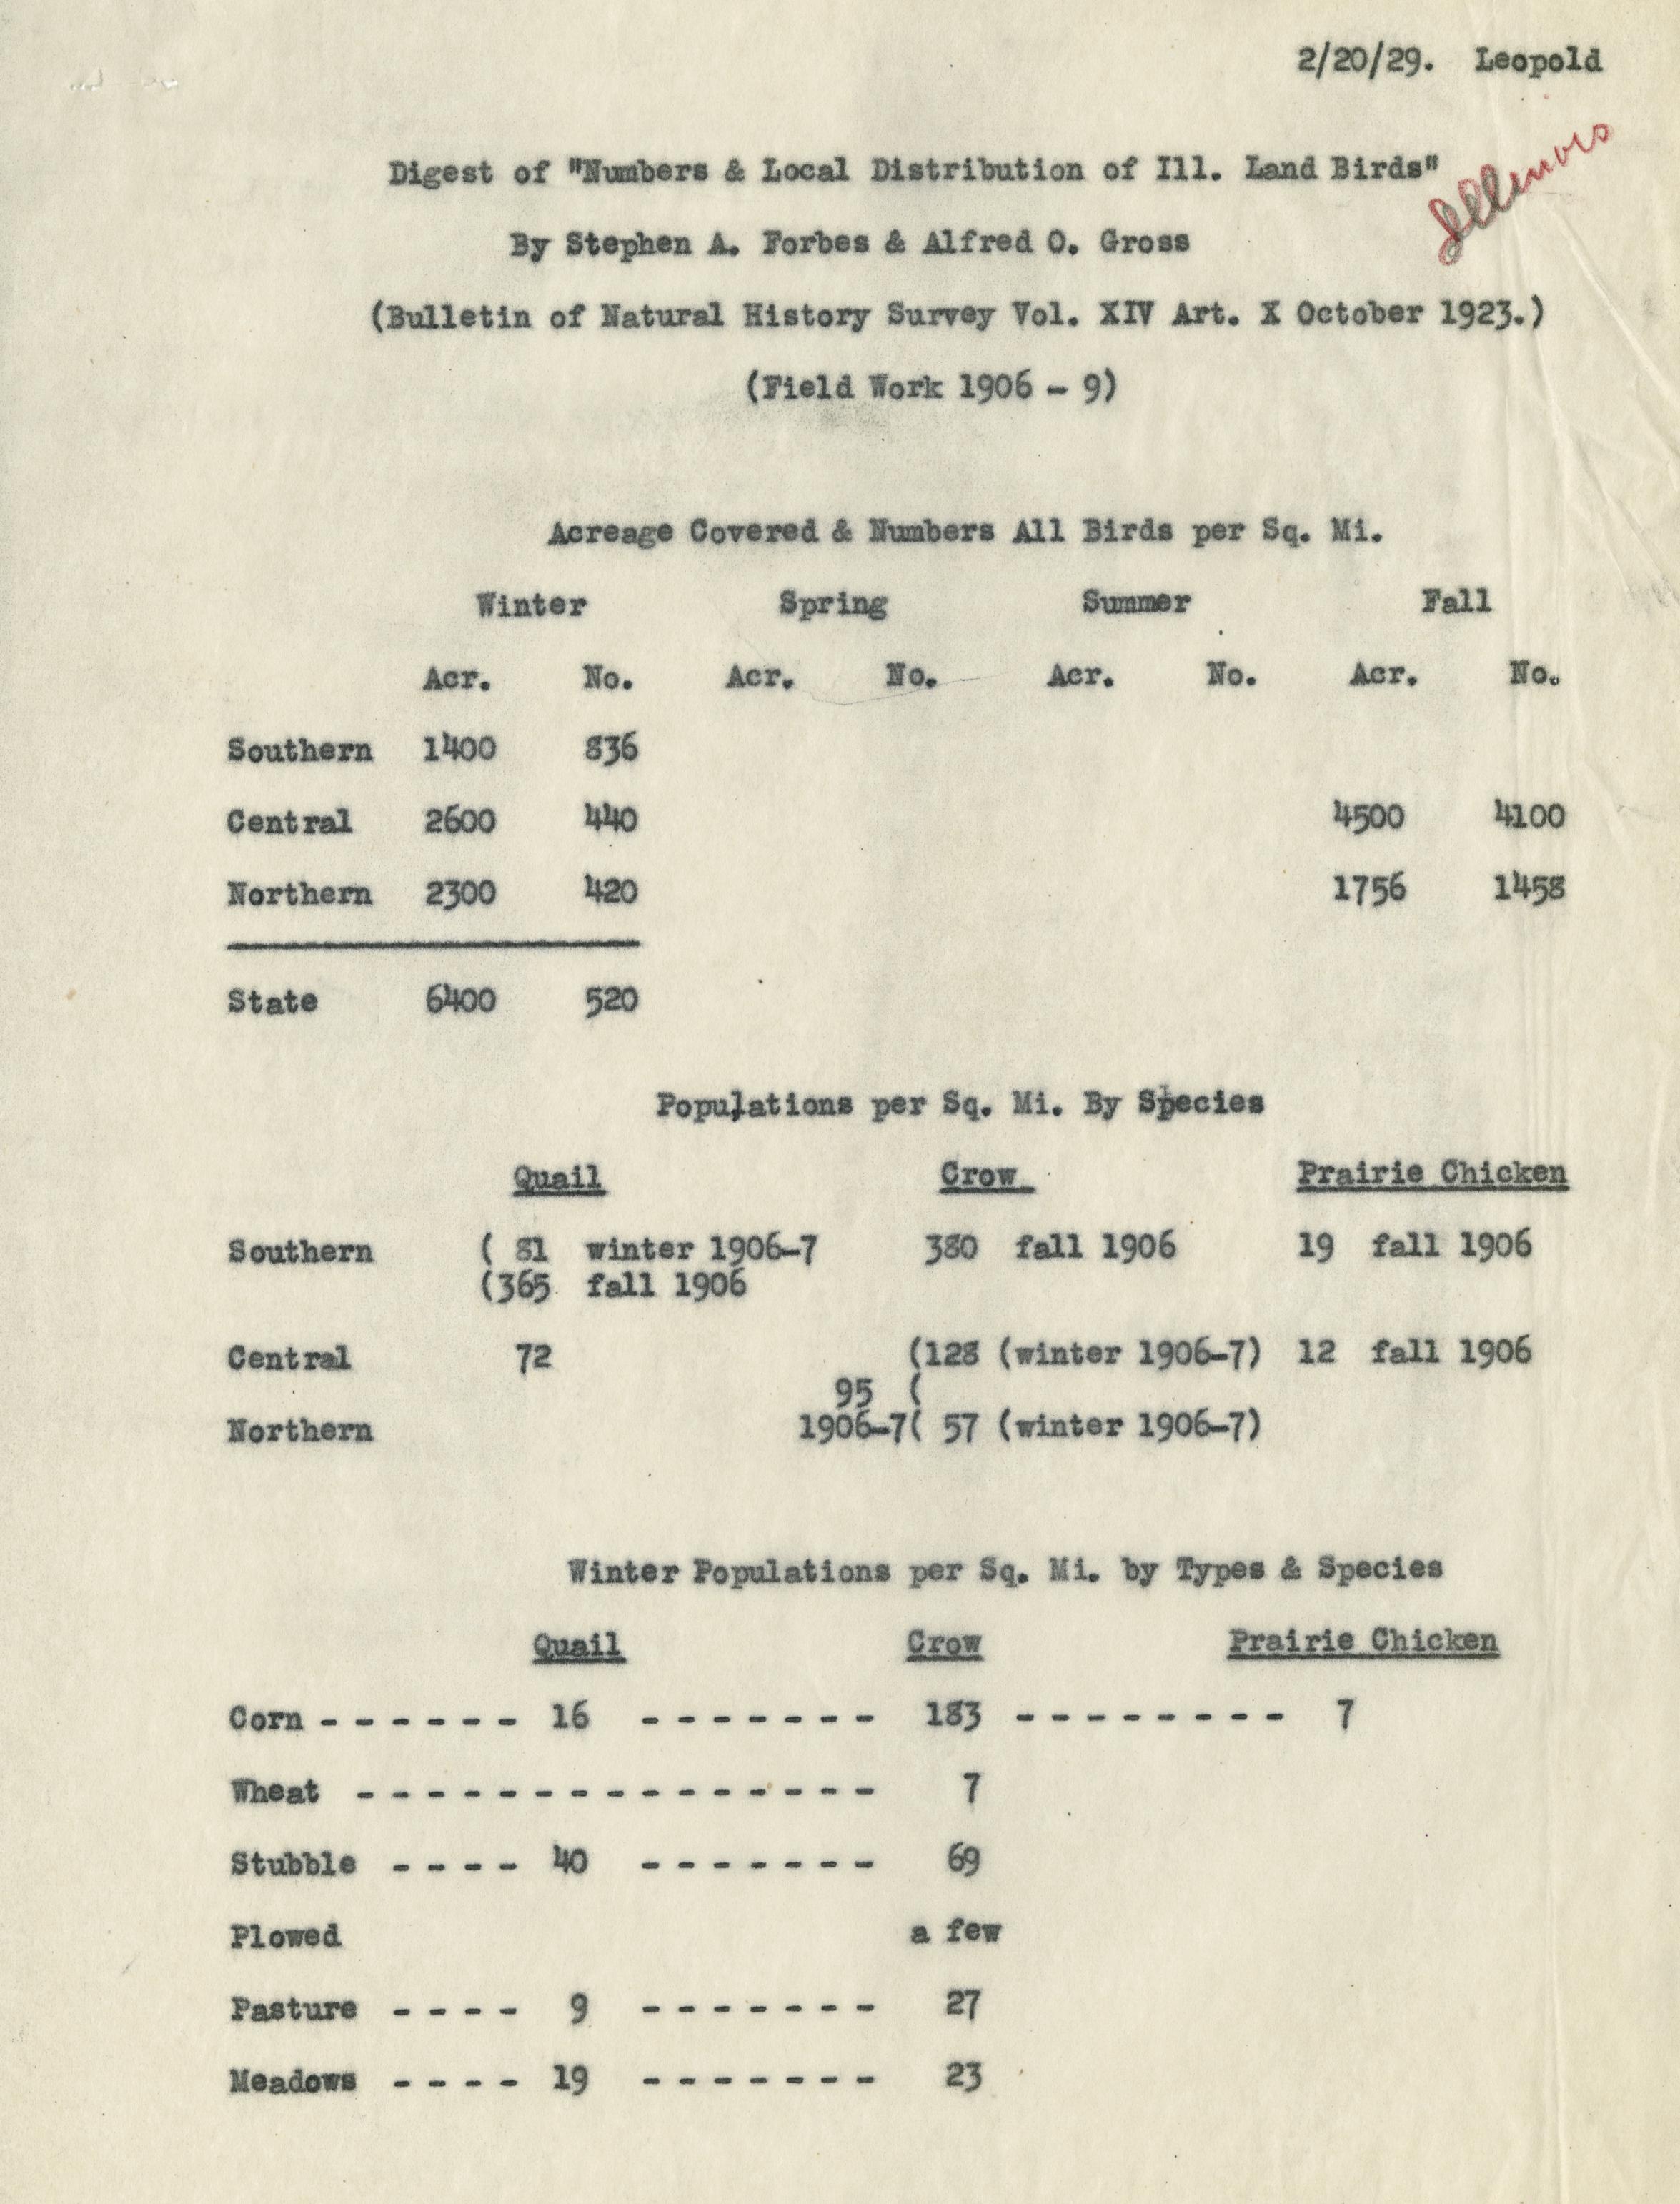 2/20/29. Leopold
Illinois
Digest of "Numbers & Local Distribution of Ill. Land Birds"
By Stephen A. Forbes & Alfred O. Gross
(Bulletin of Natural History Survey Vol. XIV Art. X October 1923.)
(Field Work 1906 - 9)
Acreage Covered & Numbers All Birds per Sq. Mi.
Winter Spring Summer Fall
Acr. No. Acr. No. Acr. No. Acr. No.
Southern 1400 836
Central 2600 440 4500 4100
Northern 2300 420 1756 1458
State 6400 520
Populations per Sq. Mi. By Species
Quail Crow Prairie Chicken
Southern ( 81 winter 1906-7 380 fall 1906 19 fall 1906
(365 fall 1906
Central 72 (128 (winter 1906-7) 12 fall 1906
95 (
Northern 1906-7( 57 (winter 1906-7)
Winter Populations per Sq. Mi. by Types & Species
Quail Crow Prairie Chicken
Corn - - - - - - 16 - - - - - - - 183 - - - - - - - - 7
Wheat - - - - - - - - - - - - - - - 7
Stubble - - - - 40 - - - - - - - 69
Plowed a few
Pasture - - - - 9 - - - - - - - 27
Meadows - - - - 19 - - - - - - - 23